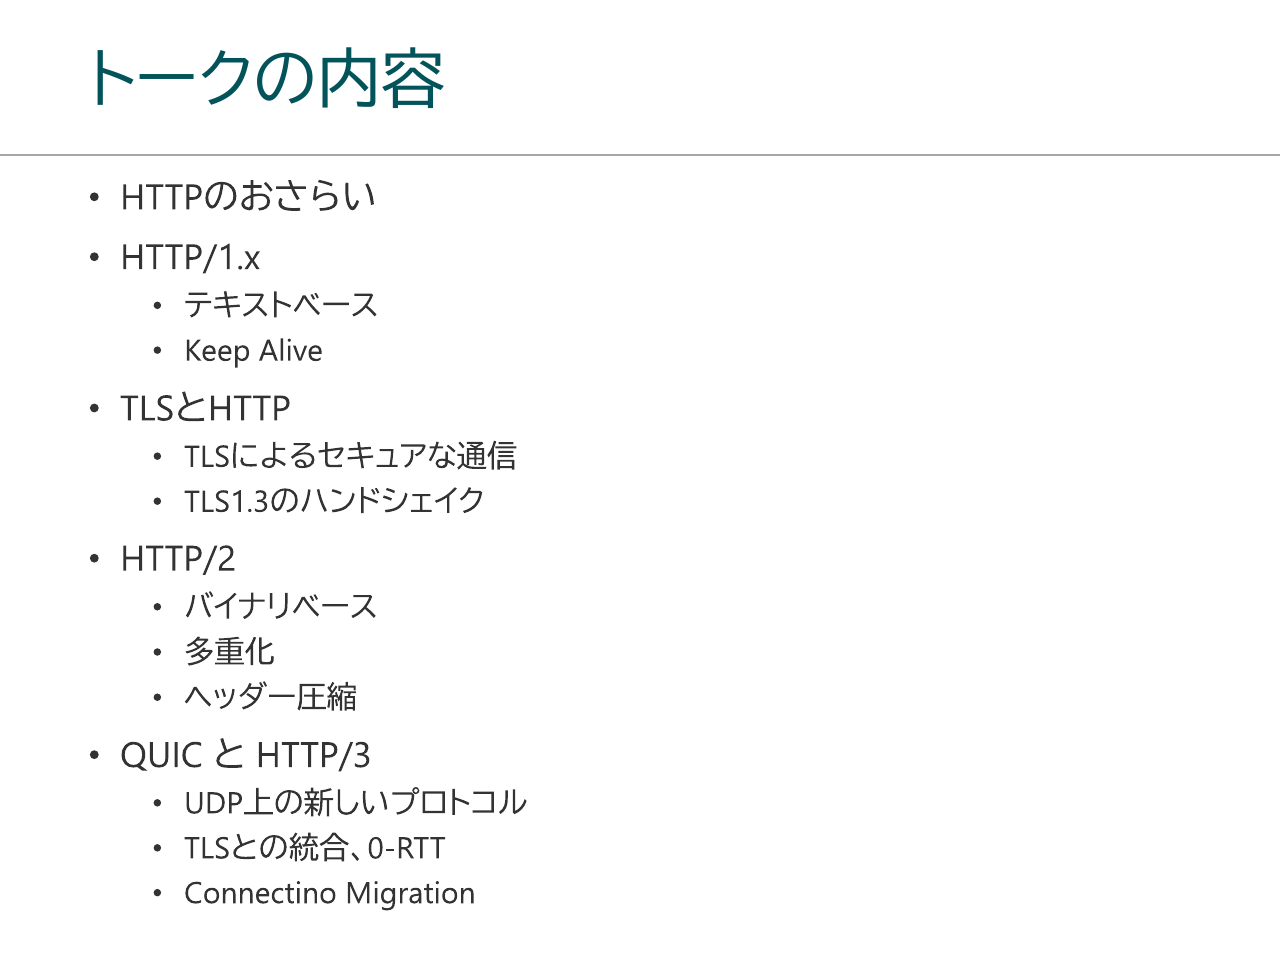 トークの内容
• HTTPのおさらい
• HTTP/1.x
• テキストベース
• Keep Alive
• TLSとHTTP
• TLSによるセキュアな通信
• TLS1.3のハンドシェイク
• HTTP/2
• バイナリベース
• 多重化
• ヘッダー圧縮
• QUIC と HTTP/3
• UDP上の新しいプロトコル
• TLSとの統合、0-RTT
• Connectino Migration